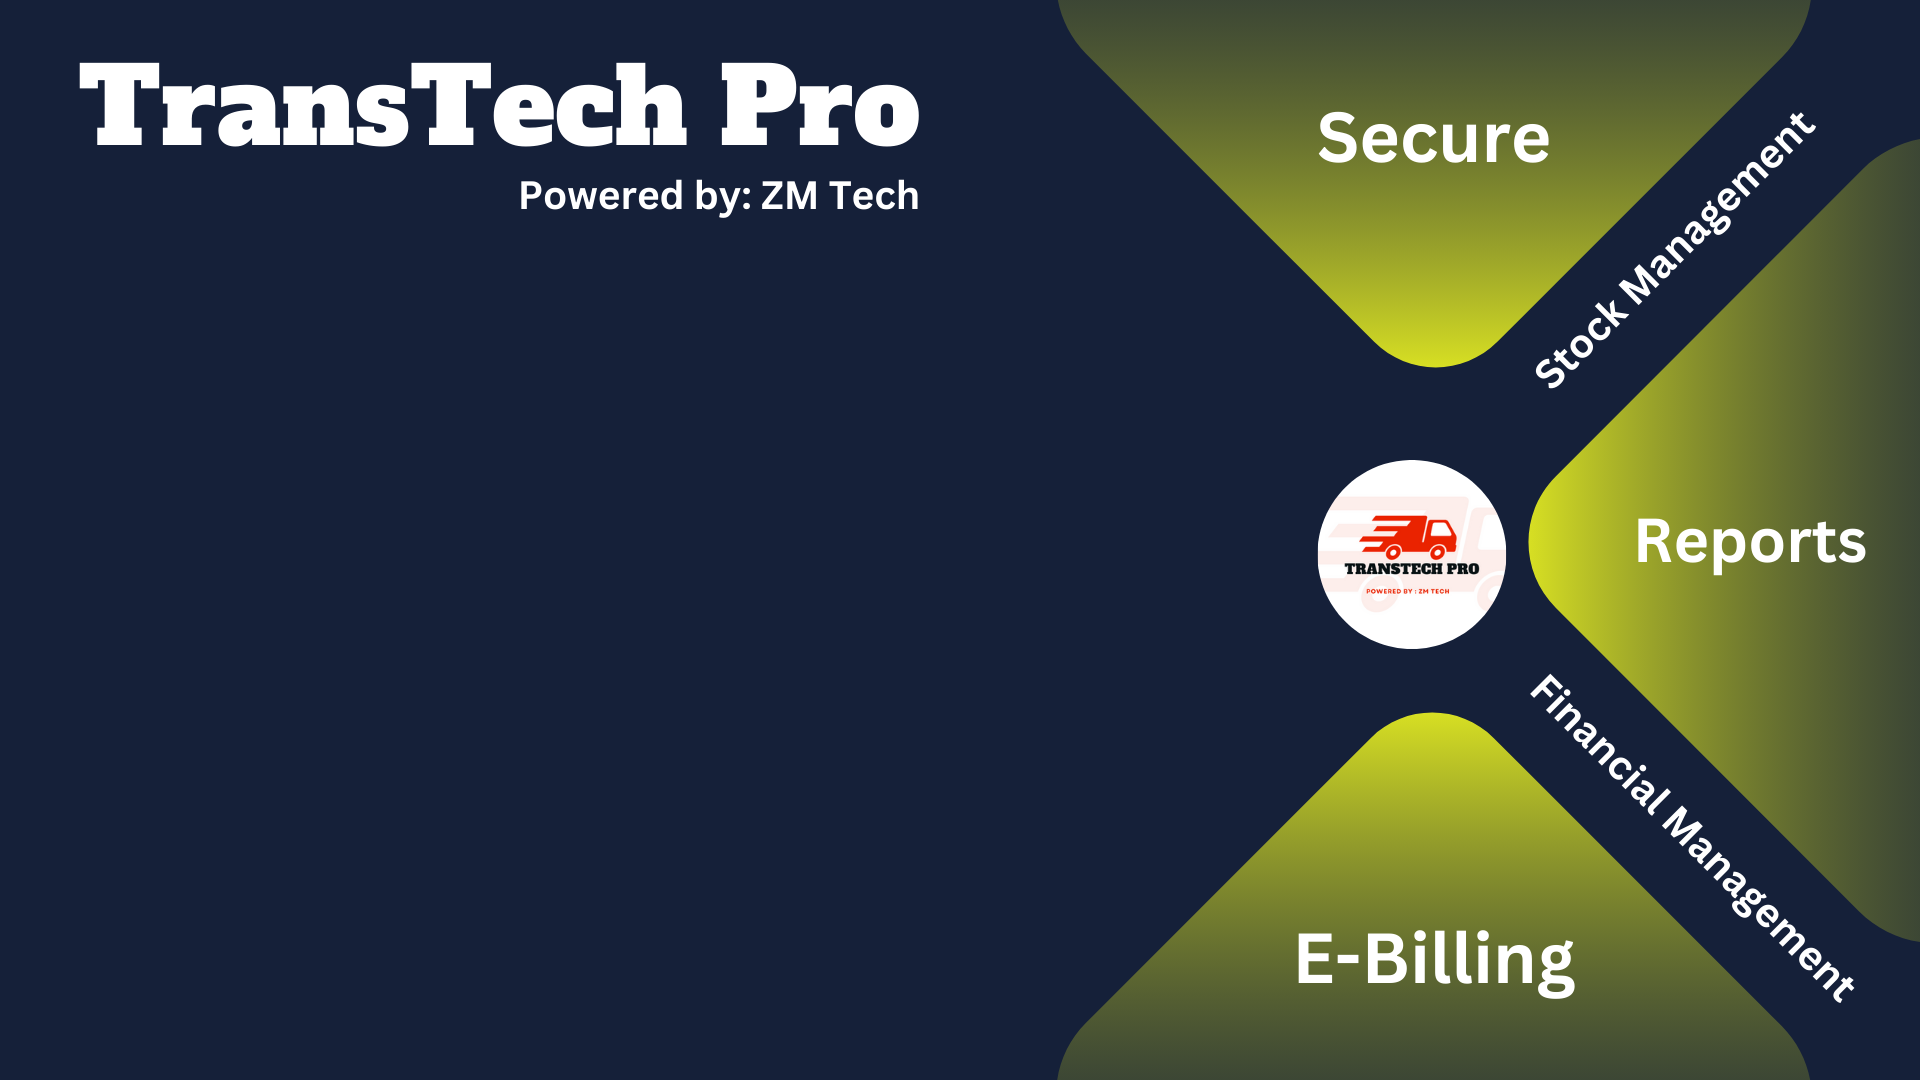 TransTech Pro
Powered by: ZM Tech
Secure
Stock Management
TRANSTECH PRO
POWERED BY : ZM TECH
Reports
Financial Management
E-Billing